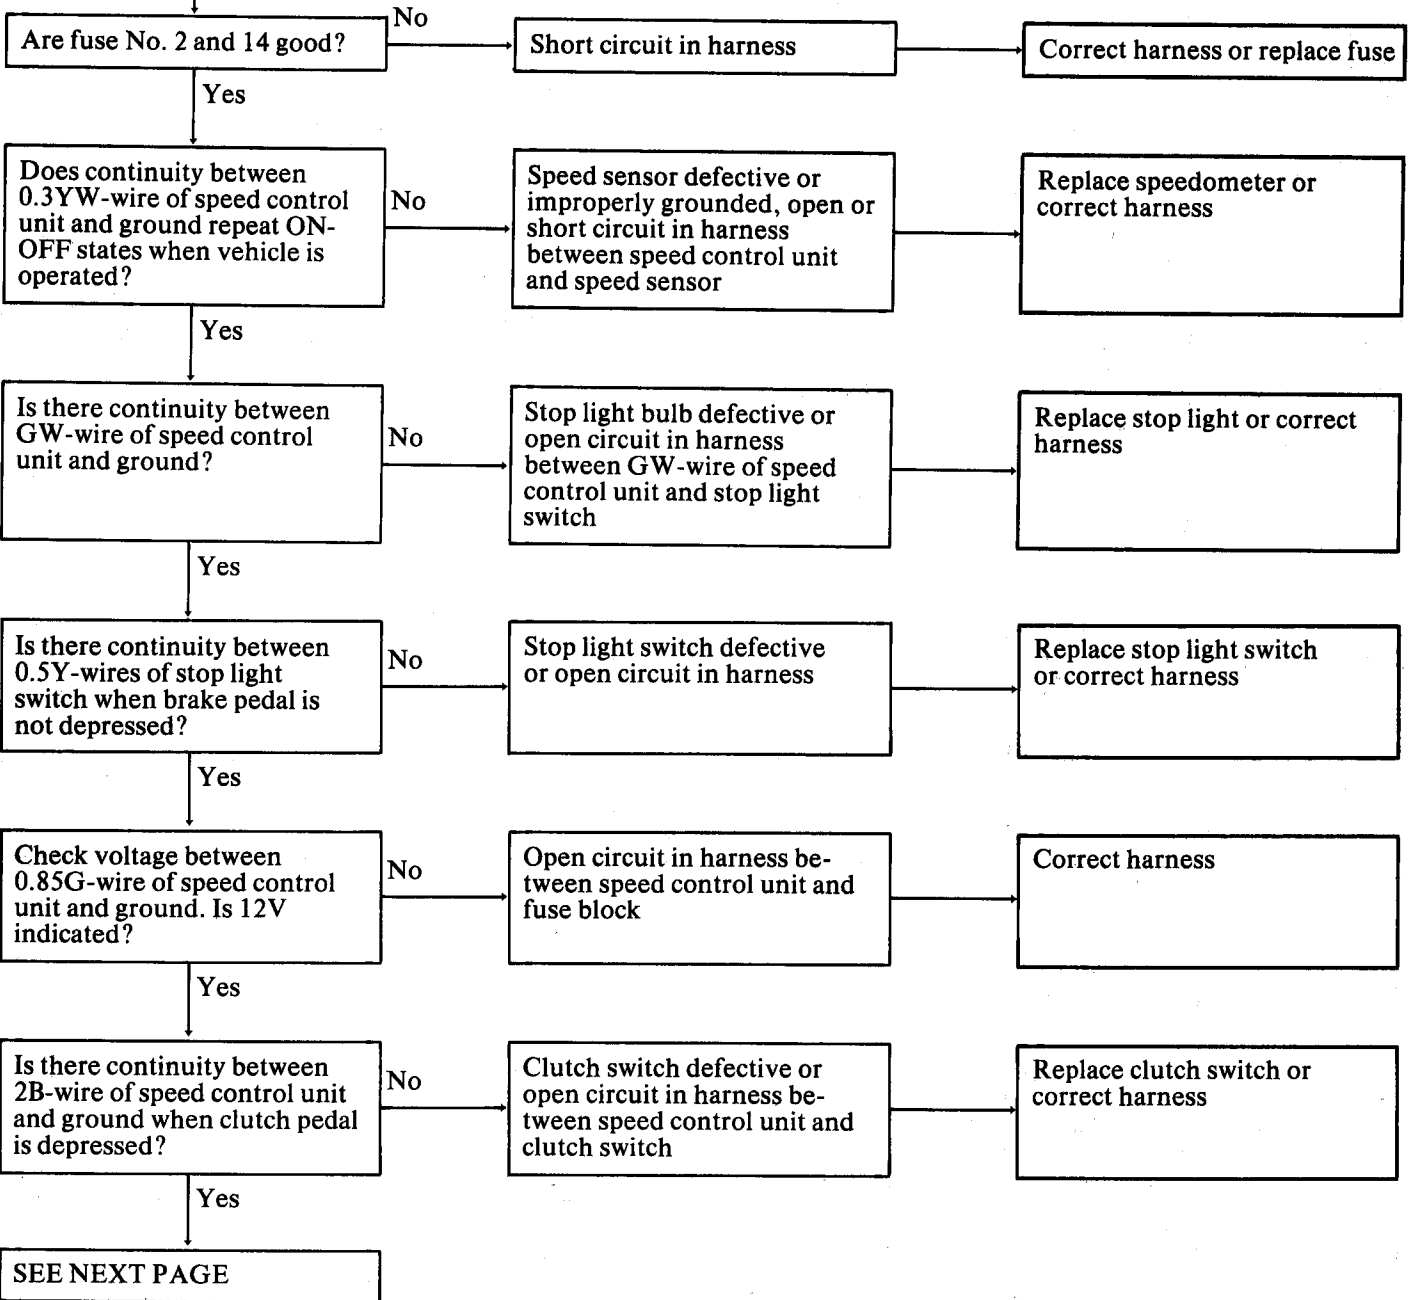 No
Are fuse No. 2 and 14 good?
Short circuit in harness
Correct harness or replace fuse
Yes
Does continuity between
0.3YW-wire of speed control
unit and ground repeat ON-
OFF states when vehicle is
operated?
No
Speed sensor defective or
improperly grounded, open or
short circuit in harness
between speed control unit
and speed sensor
Replace speedometer or
correct harness
Yes
Is there continuity between
GW-wire of speed control
unit and ground?
No
Stop light bulb defective or
open circuit in harness
between GW-wire of speed
control unit and stop light
switch
Replace stop light or correct
harness
Yes
Is there continuity between
0.5Y-wires of stop light
switch when brake pedal is
not depressed?
No
Stop light switch defective
or open circuit in harness
Replace stop light switch
or correct harness
Yes
Check voltage between
0.85G-wire of speed control
unit and ground. Is 12V
indicated?
No
Open circuit in harness be-
tween speed control unit and
fuse block
Correct harness
Yes
Is there continuity between
2B-wire of speed control unit
and ground when clutch pedal
is depressed?
No
Clutch switch defective or
open circuit in harness be-
tween speed control unit and
clutch switch
Replace clutch switch or
correct harness
Yes
SEE NEXT PAGE